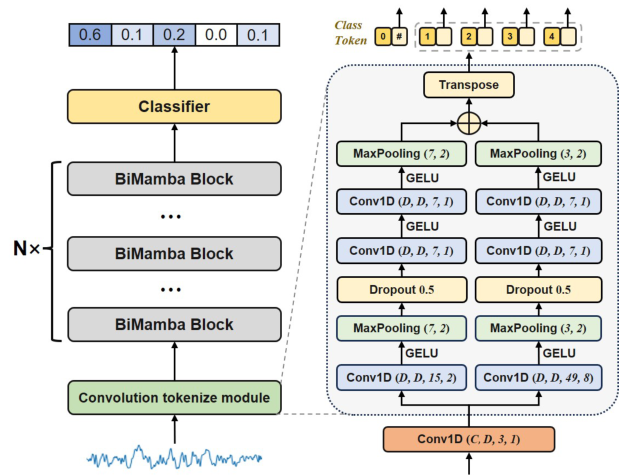 0.6 0.1 0.2 0.0 0.1
Classifier
BiMamba Block
...
N×
BiMamba Block
...
BiMamba Block
Convolution tokenize module
Class
Token
0 # 1 2 3 4
Transpose
MaxPooling (7, 2) MaxPooling (3, 2)
GELU GELU
Conv1D (D, D, 7, 1) Conv1D (D, D, 7, 1)
GELU GELU
Conv1D (D, D, 7, 1) Conv1D (D, D, 7, 1)
Dropout 0.5 Dropout 0.5
MaxPooling (7, 2) MaxPooling (3, 2)
GELU GELU
Conv1D (D, D, 15, 2) Conv1D (D, D, 49, 8)
Conv1D (C, D, 3, 1)